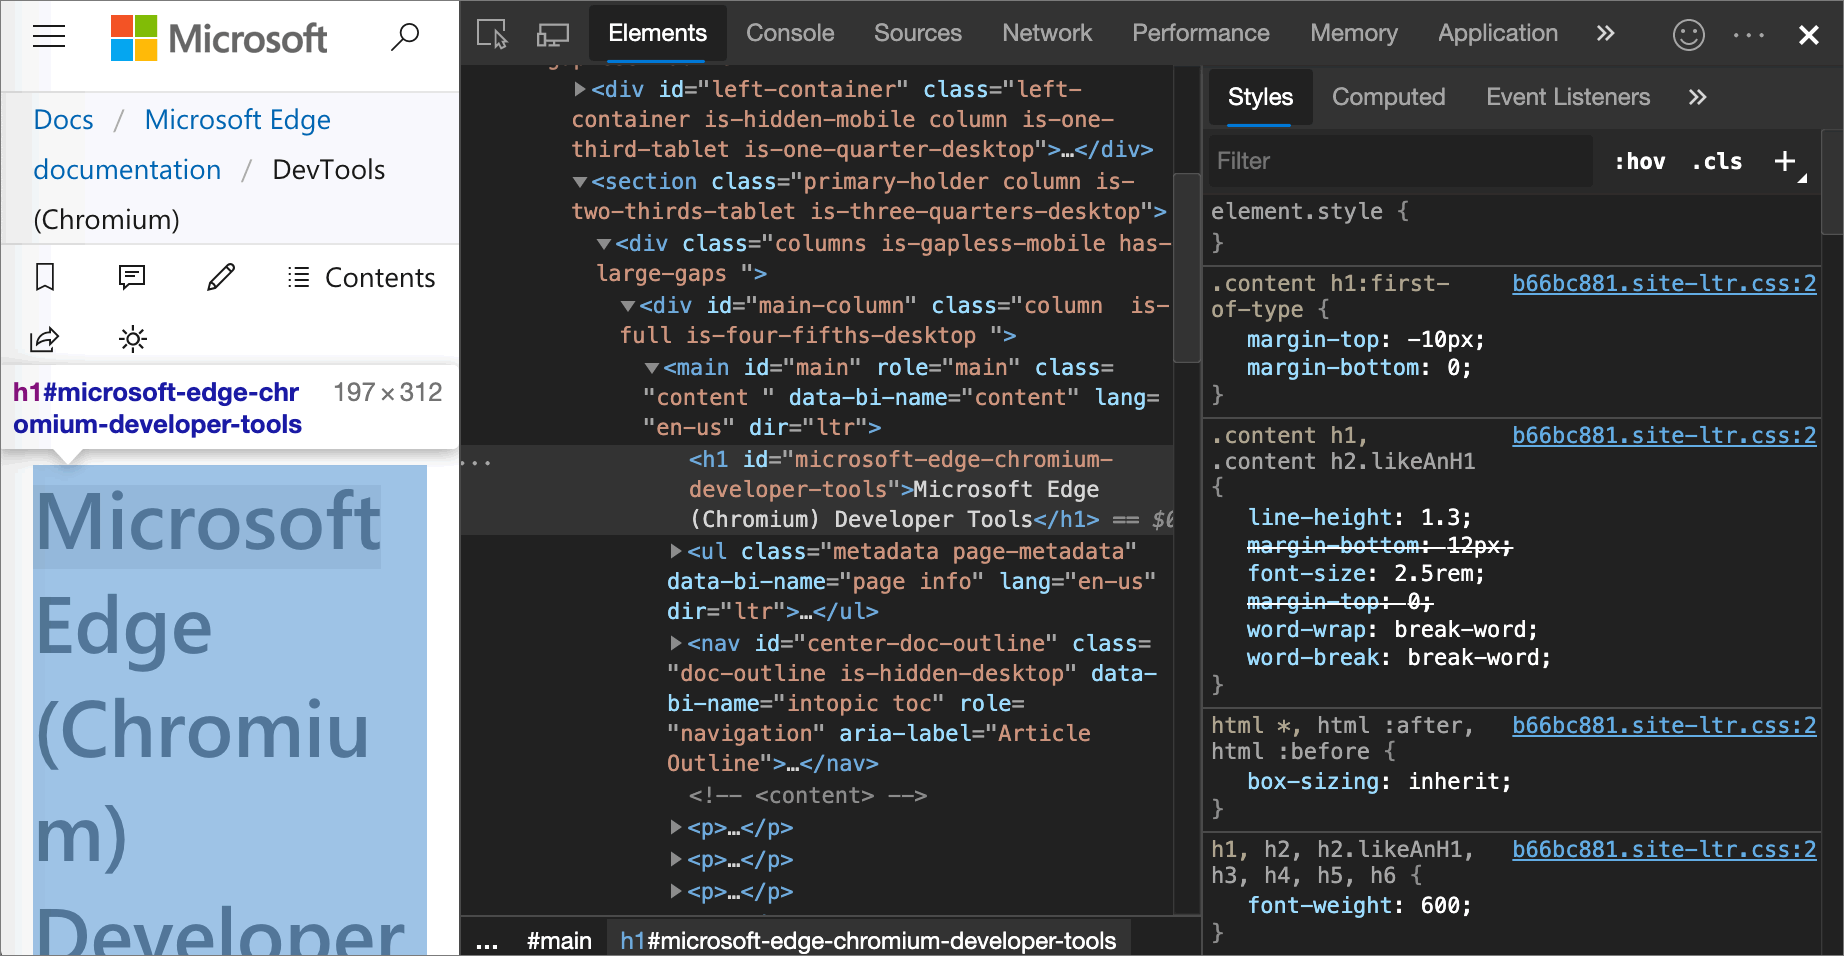 Microsoft
Docs / Microsoft Edge
documentation / DevTools
(Chromium)
Contents
h1#microsoft-edge-chr
omium-developer-tools
197 × 312
Microsoft
Edge
(Chromiu
m)
Developer
Elements Console Sources Network Performance Memory Application »
<div id="left-container" class="left-
container is-hidden-mobile column is-one-
third-tablet is-one-quarter-desktop">…</div>
<section class="primary-holder column is-
two-thirds-tablet is-three-quarters-desktop">
<div class="columns is-gapless-mobile has-
large-gaps ">
<div id="main-column" class="column  is-
full is-four-fifths-desktop ">
<main id="main" role="main" class=
"content " data-bi-name="content" lang=
"en-us" dir="ltr">
<h1 id="microsoft-edge-chromium-
developer-tools">Microsoft Edge
(Chromium) Developer Tools</h1> == $
<ul class="metadata page-metadata"
data-bi-name="page info" lang="en-us"
dir="ltr">…</ul>
<nav id="center-doc-outline" class=
"doc-outline is-hidden-desktop" data-
bi-name="intopic toc" role=
"navigation" aria-label="Article
Outline">…</nav>
<!-- <content> -->
<p>…</p>
<p>…</p>
<p>…</p>
... #main h1#microsoft-edge-chromium-developer-tools
Styles Computed Event Listeners »
Filter :hov .cls +
element.style {
}
.content h1:first- b66bc881.site-ltr.css:2
of-type {
margin-top: -10px;
margin-bottom: 0;
}
.content h1, b66bc881.site-ltr.css:2
.content h2.likeAnH1
{
line-height: 1.3;
margin-bottom: 12px;
font-size: 2.5rem;
margin-top: 0;
word-wrap: break-word;
word-break: break-word;
}
html *, html :after, b66bc881.site-ltr.css:2
html :before {
box-sizing: inherit;
}
h1, h2, h2.likeAnH1, b66bc881.site-ltr.css:2
h3, h4, h5, h6 {
font-weight: 600;
}